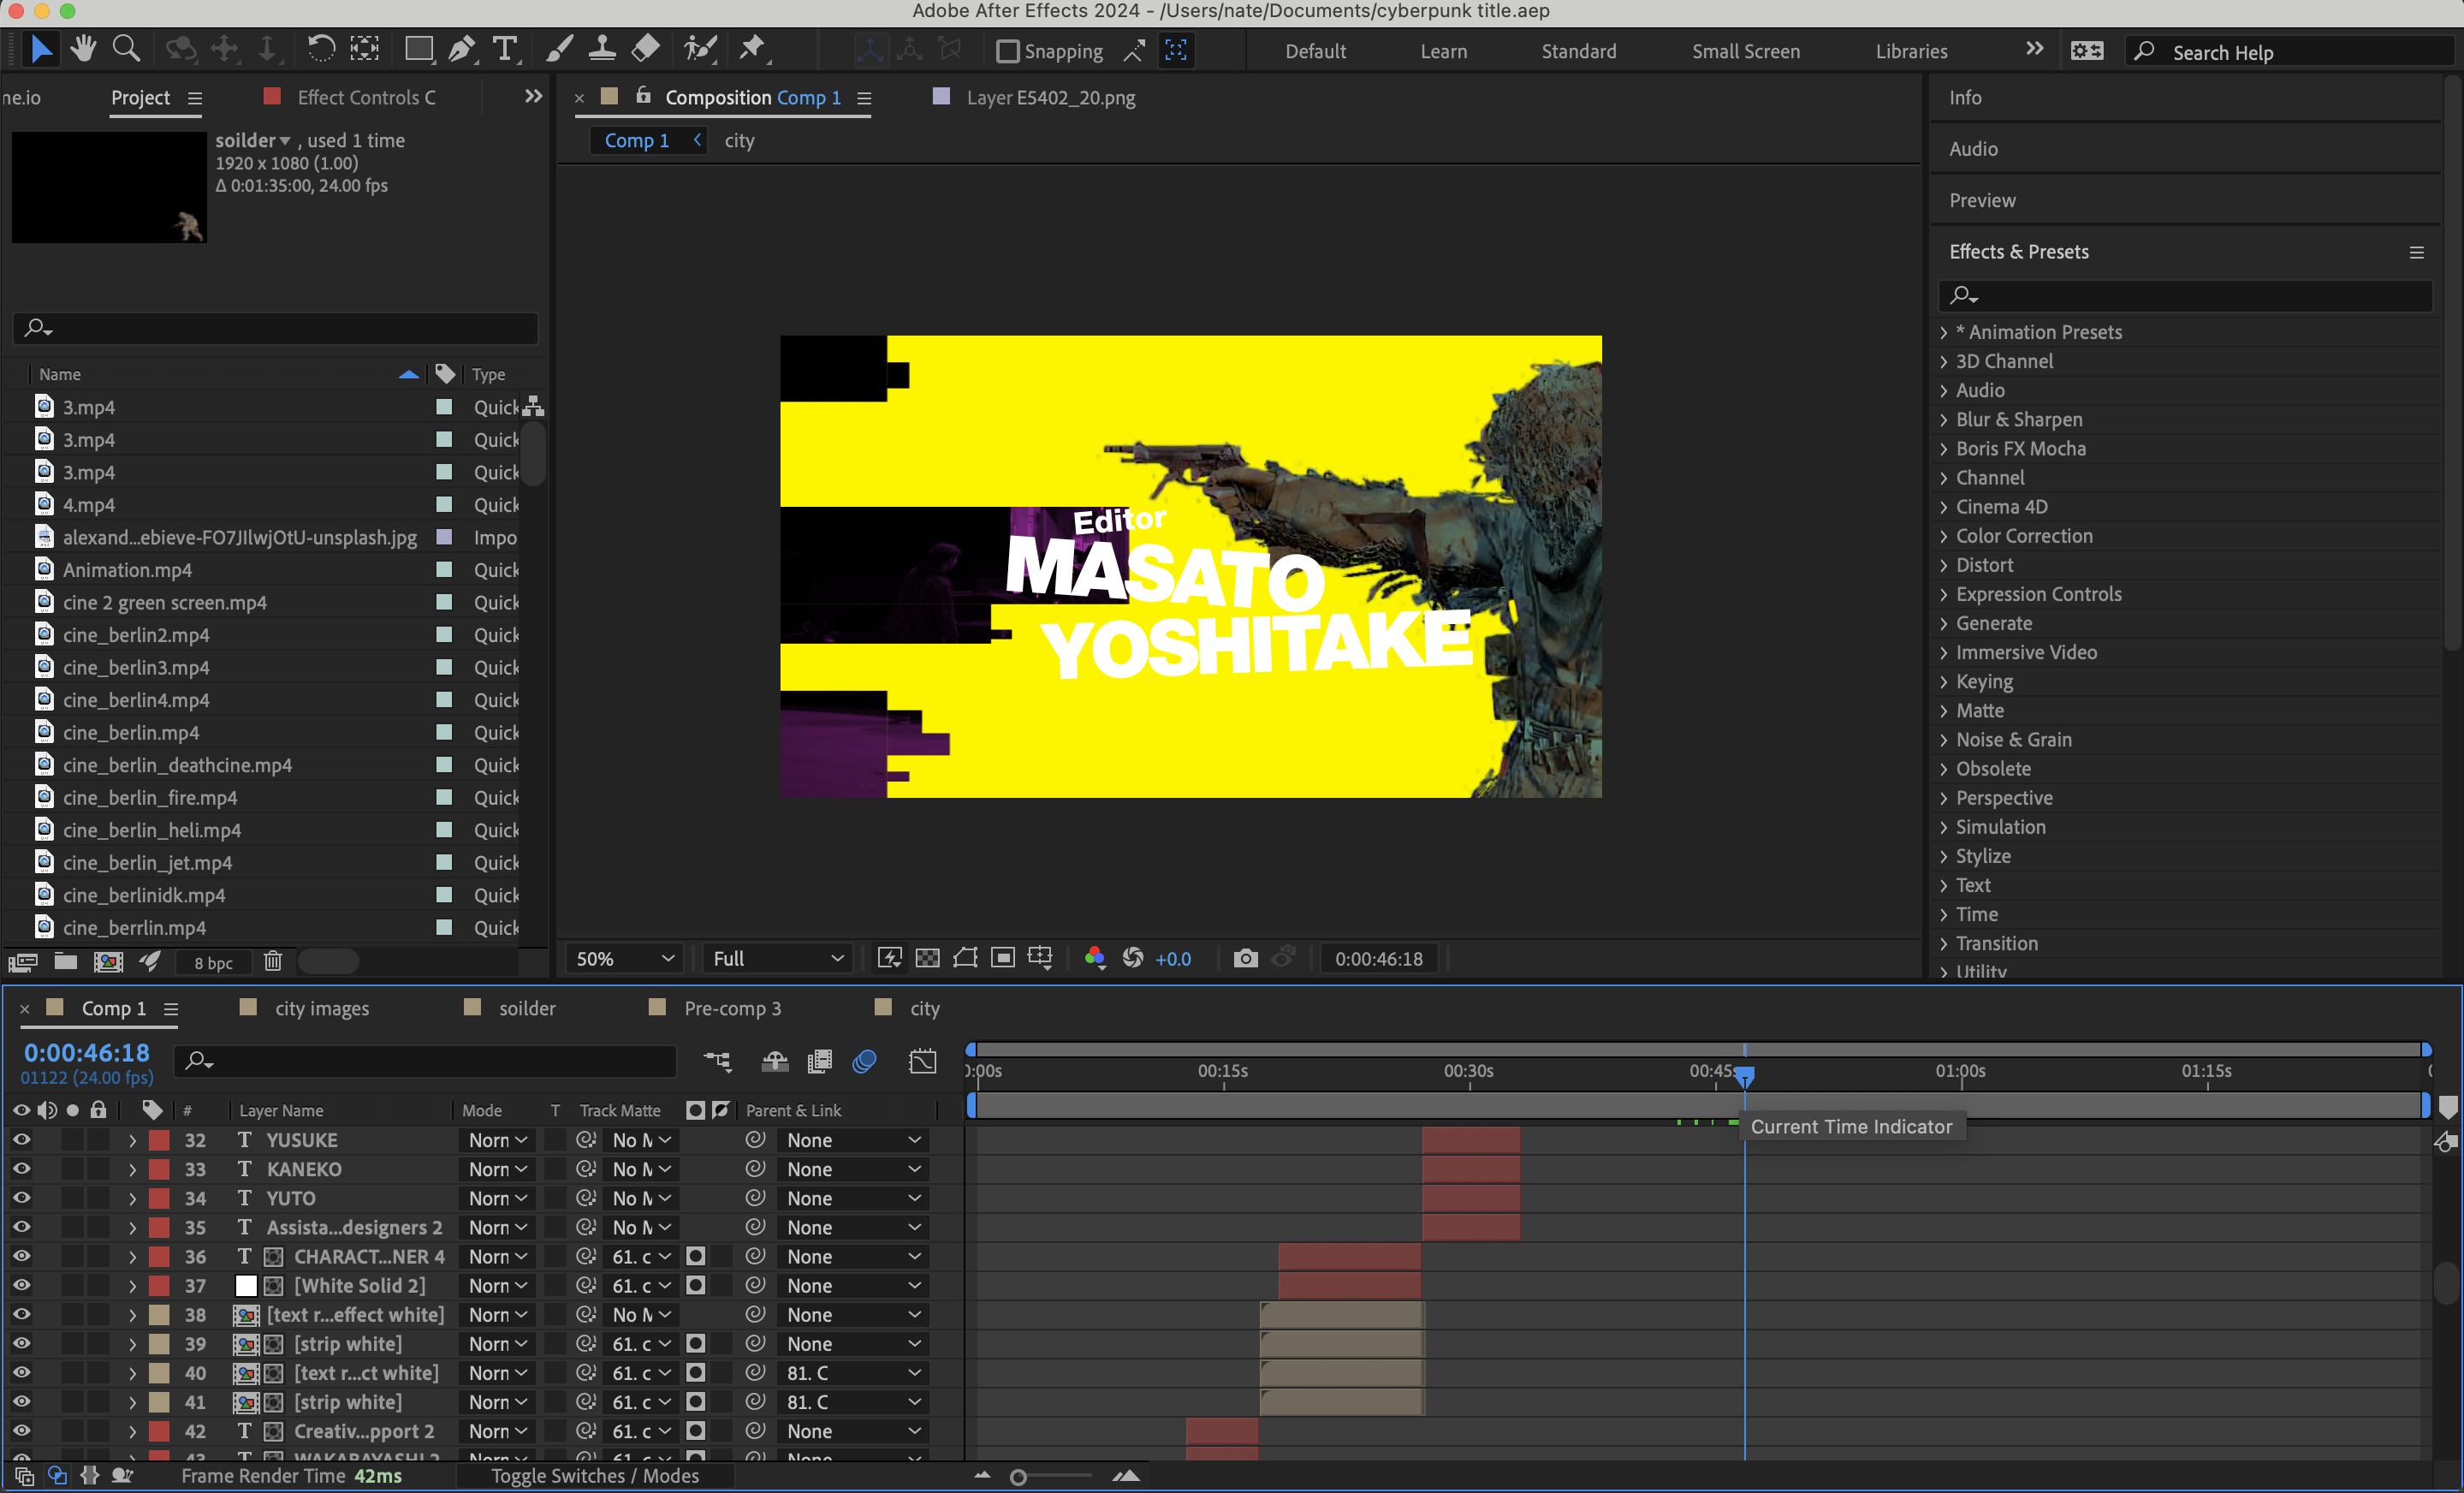 Adobe After Effects 2024 - /Users/nate/Documents/cyberpunk title.aep
Snapping
Default
Learn
Standard
Small Screen
Libraries
Search Help
ne.io
Project
Effect Controls C
Composition Comp 1
Layer E5402_20.png
Comp 1
city
soilder , used 1 time
1920 x 1080 (1.00)
Δ 0:01:35:00, 24.00 fps
Name
Type
3.mp4 Quick
3.mp4 Quick
3.mp4 Quick
4.mp4 Quick
alexand...ebieve-FO7JIlwjOtU-unsplash.jpg Impo
Animation.mp4 Quick
cine 2 green screen.mp4 Quick
cine_berlin2.mp4 Quick
cine_berlin3.mp4 Quick
cine_berlin4.mp4 Quick
cine_berlin.mp4 Quick
cine_berlin_deathcine.mp4 Quick
cine_berlin_fire.mp4 Quick
cine_berlin_heli.mp4 Quick
cine_berlin_jet.mp4 Quick
cine_berlinidk.mp4 Quick
cine_berrlin.mp4 Quick
8 bpc
Editor
MASATO
YOSHITAKE
50%
Full
+0.0
0:00:46:18
Info
Audio
Preview
Effects & Presets
* Animation Presets
3D Channel
Audio
Blur & Sharpen
Boris FX Mocha
Channel
Cinema 4D
Color Correction
Distort
Expression Controls
Generate
Immersive Video
Keying
Matte
Noise & Grain
Obsolete
Perspective
Simulation
Stylize
Text
Time
Transition
Utility
Comp 1
city images
soilder
Pre-comp 3
city
0:00:46:18
01122 (24.00 fps)
0:00s 00:15s 00:30s 00:45s 01:00s 01:15s
# Layer Name Mode T Track Matte Parent & Link
Current Time Indicator
32 T YUSUKE Norn No M None
33 T KANEKO Norn No M None
34 T YUTO Norn No M None
35 T Assista...designers 2 Norn No M None
36 T CHARACT...NER 4 Norn 61. c None
37 [White Solid 2] Norn 61. c None
38 [text r...effect white] Norn No M None
39 [strip white] Norn 61. c None
40 [text r...ct white] Norn 61. c 81. C
41 [strip white] Norn 61. c 81. C
42 T Creativ...pport 2 Norn 61. c None
43 T WAKABAYASHI 2 Norn 61. c None
Frame Render Time 42ms
Toggle Switches / Modes